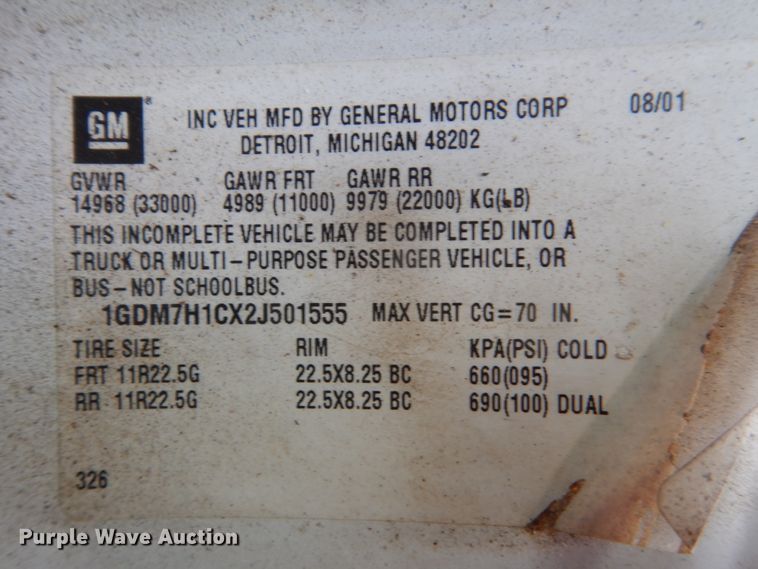 GM ® INC VEH MFD BY GENERAL MOTORS CORP 08/01
DETROIT, MICHIGAN 48202
GVWR GAWR FRT GAWR RR
14968 (33000) 4989 (11000) 9979 (22000) KG(LB)
THIS INCOMPLETE VEHICLE MAY BE COMPLETED INTO A
TRUCK OR MULTI-PURPOSE PASSENGER VEHICLE, OR
BUS-NOT SCHOOLBUS.
1GDM7H1CX2J501555 MAX VERT CG=70 IN.
TIRE SIZE RIM KPA(PSI) COLD
FRT 11R22.5G 22.5X8.25 BC 660(095)
RR 11R22.5G 22.5X8.25 BC 690(100) DUAL
326
Purple Wave Auction